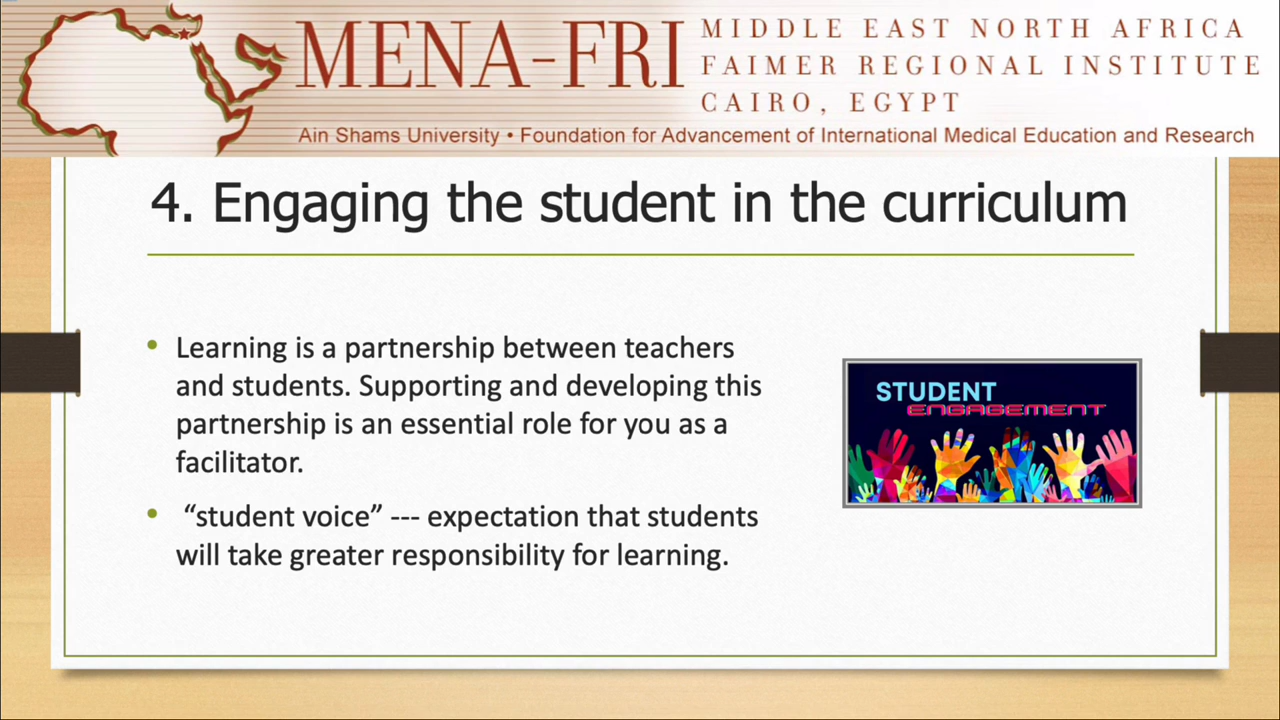 MENA-FRI
MIDDLE EAST NORTH AFRICA
FAIMER REGIONAL INSTITUTE
CAIRO, EGYPT
Ain Shams University • Foundation for Advancement of International Medical Education and Research
4. Engaging the student in the curriculum
• Learning is a partnership between teachers
and students. Supporting and developing this
partnership is an essential role for you as a
facilitator.
• “student voice” --- expectation that students
will take greater responsibility for learning.
STUDENT
ENGAGEMENT